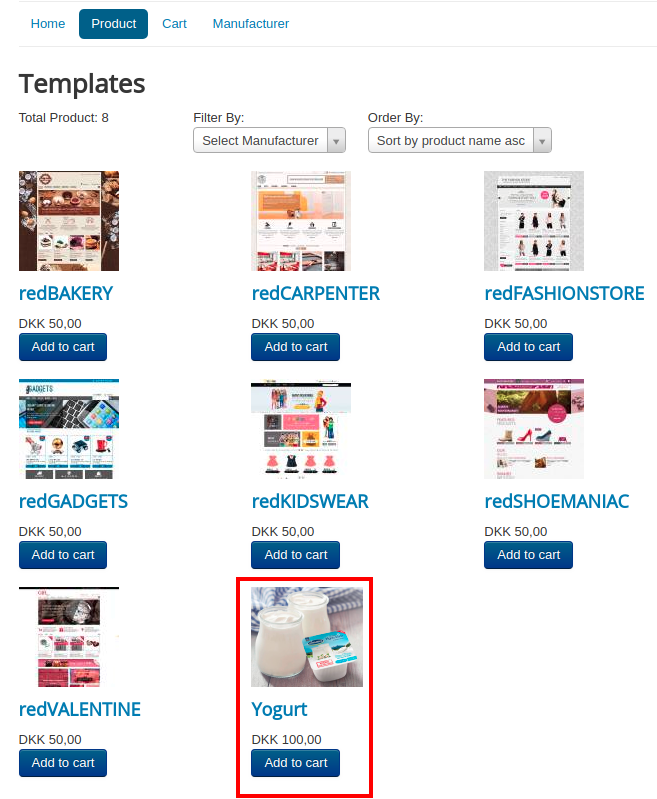 Home Product Cart Manufacturer
Templates
Total Product: 8 Filter By: Order By:
Select Manufacturer Sort by product name asc
redBAKERY redCARPENTER redFASHIONSTORE
DKK 50,00 DKK 50,00 DKK 50,00
Add to cart Add to cart Add to cart
GADGETS
redGADGETS redKIDSWEAR redSHOEMANIAC
DKK 50,00 DKK 50,00 DKK 50,00
Add to cart Add to cart Add to cart
redVALENTINE Yogurt
DKK 50,00 DKK 100,00
Add to cart Add to cart